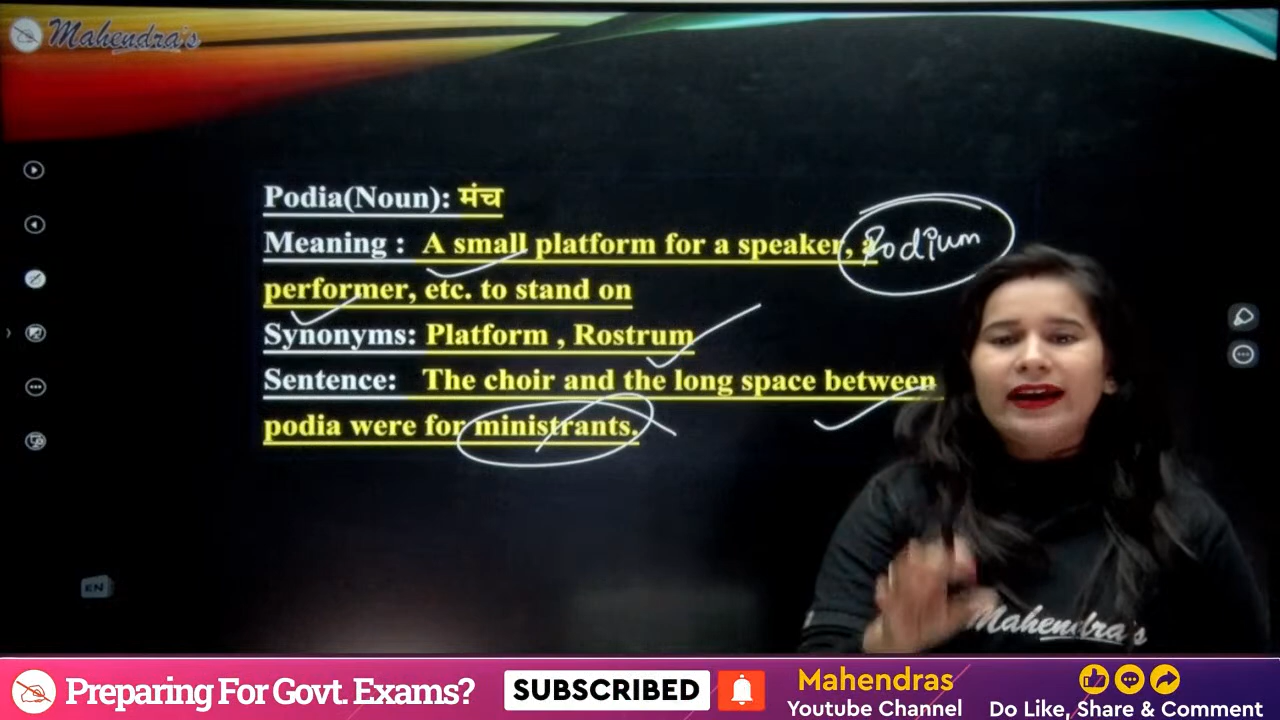 Mahendra's
Podia(Noun): मंच
Meaning : A small platform for a speaker, a
Podium
performer, etc. to stand on
Synonyms: Platform , Rostrum
Sentence: The choir and the long space between
podia were for ministrants.
EN
Mahendra's
Preparing For Govt. Exams?
SUBSCRIBED
Mahendras
Youtube Channel
Do Like, Share & Comment